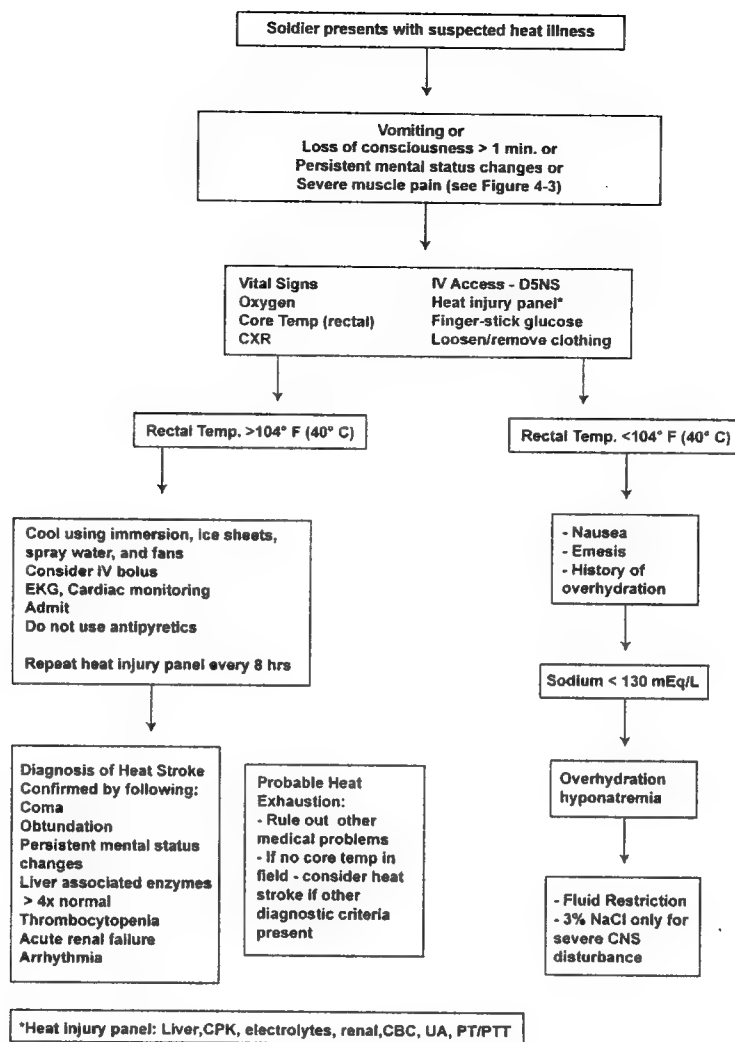 Soldier presents with suspected heat illness
Vomiting or
Loss of consciousness > 1 min. or
Persistent mental status changes or
Severe muscle pain (see Figure 4-3)
Vital Signs
Oxygen
Core Temp (rectal)
CXR
IV Access - D5NS
Heat injury panel*
Finger-stick glucose
Loosen/remove clothing
Rectal Temp. >104° F (40° C)
Rectal Temp. <104° F (40° C)
Cool using immersion, ice sheets,
spray water, and fans
Consider IV bolus
EKG, Cardiac monitoring
Admit
Do not use antipyretics
Repeat heat injury panel every 8 hrs
- Nausea
- Emesis
- History of
overhydration
Sodium < 130 mEq/L
Diagnosis of Heat Stroke
Confirmed by following:
Coma
Obtundation
Persistent mental status
changes
Liver associated enzymes
> 4x normal
Thrombocytopenia
Acute renal failure
Arrhythmia
Probable Heat
Exhaustion:
- Rule out other
medical problems
- If no core temp in
field - consider heat
stroke if other
diagnostic criteria
present
Overhydration
hyponatremia
- Fluid Restriction
- 3% NaCl only for
severe CNS
disturbance
*Heat injury panel: Liver,CPK, electrolytes, renal,CBC, UA, PT/PTT